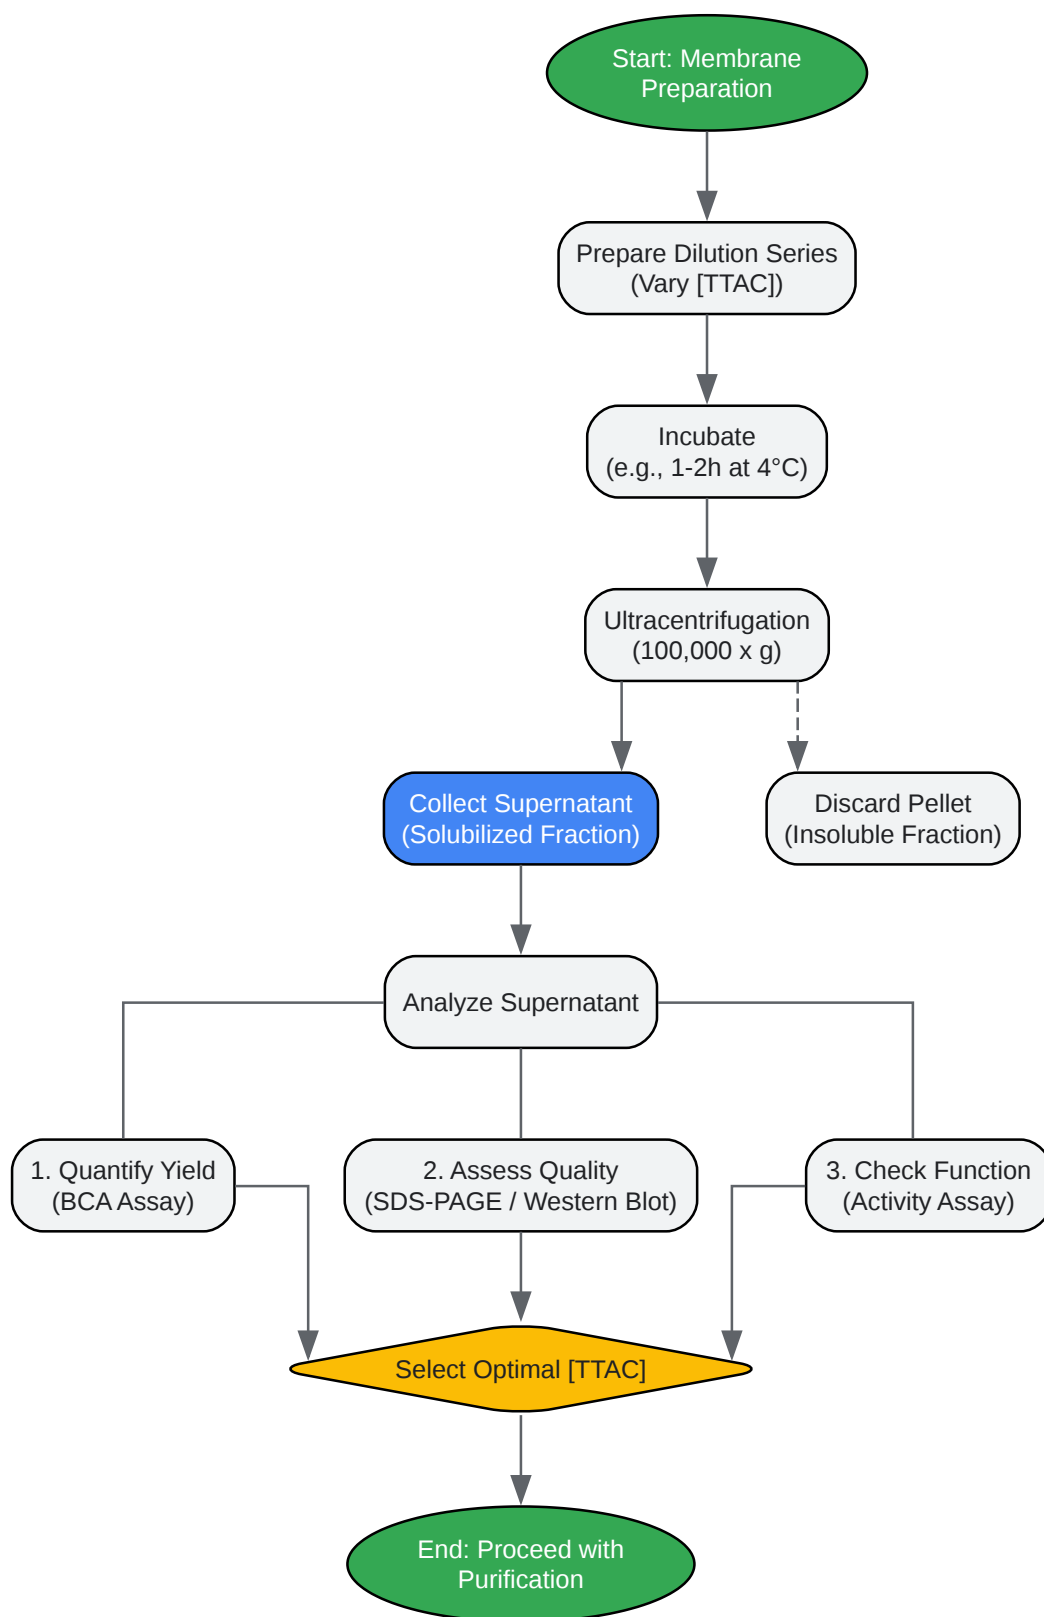 Start: Membrane
Preparation
Prepare Dilution Series
(Vary [TTAC])
Incubate
(e.g., 1-2h at 4°C)
Ultracentrifugation
(100,000 x g)
Collect Supernatant
(Solubilized Fraction)
Discard Pellet
(Insoluble Fraction)
Analyze Supernatant
1. Quantify Yield
(BCA Assay)
2. Assess Quality
(SDS-PAGE / Western Blot)
3. Check Function
(Activity Assay)
Select Optimal [TTAC]
End: Proceed with
Purification